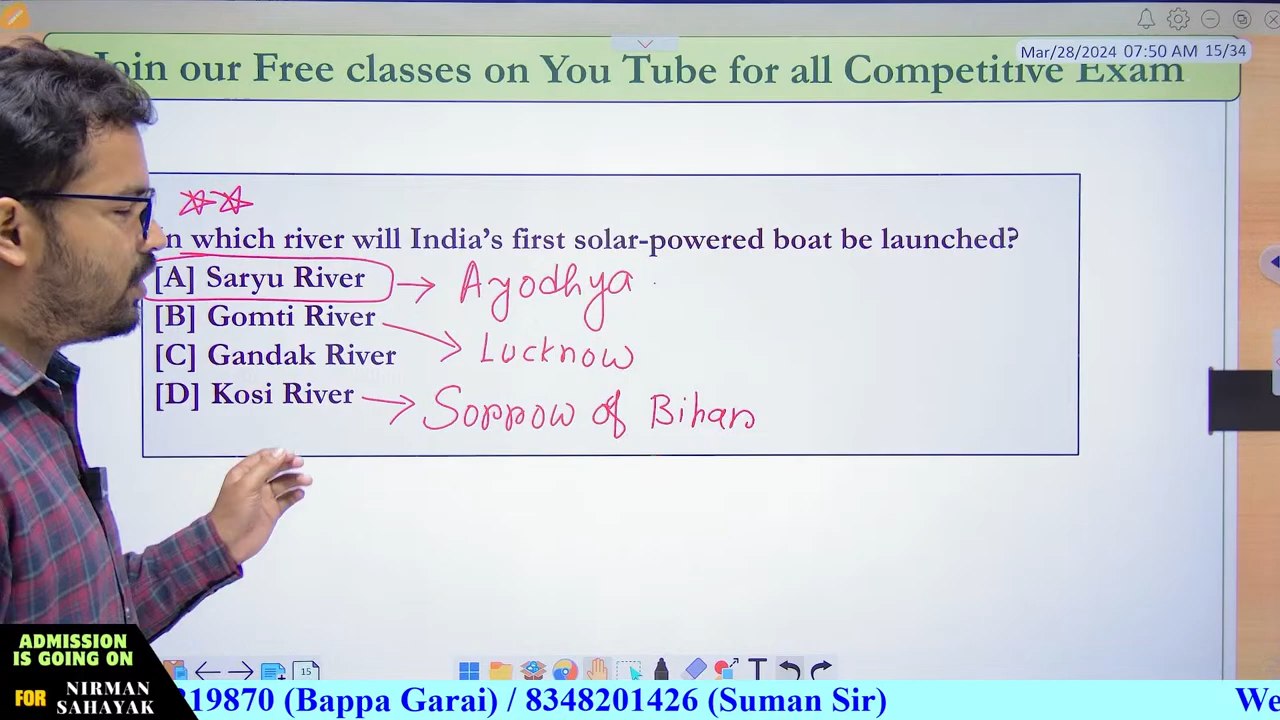 Mar/28/2024 07:50 AM 15/34
Join our Free classes on You Tube for all Competitive Exam
In which river will India's first solar-powered boat be launched?
[A] Saryu River → Ayodhya
[B] Gomti River → Lucknow
[C] Gandak River
[D] Kosi River → Sorrow of Bihar
ADMISSION
IS GOING ON
FOR NIRMAN
SAHAYAK
15
T
319870 (Bappa Garai) / 8348201426 (Suman Sir)
We